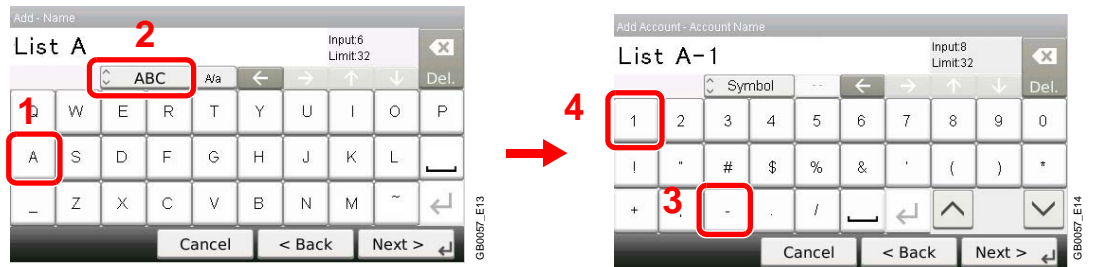 Add - Name
List A
Input:6
Limit:32
2
ABC
A/a
Del.
1
Q W E R T Y U I O P
A S D F G H J K L
_ Z X C V B N M ~
Cancel < Back Next >
GB0057_E13
Add Account - Account Name
List A-1
Input:8
Limit:32
Symbol
--
Del.
4
1 2 3 4 5 6 7 8 9 0
! " # $ % & ' ( ) *
3
+ , - . /
Cancel < Back Next >
GB0057_E14